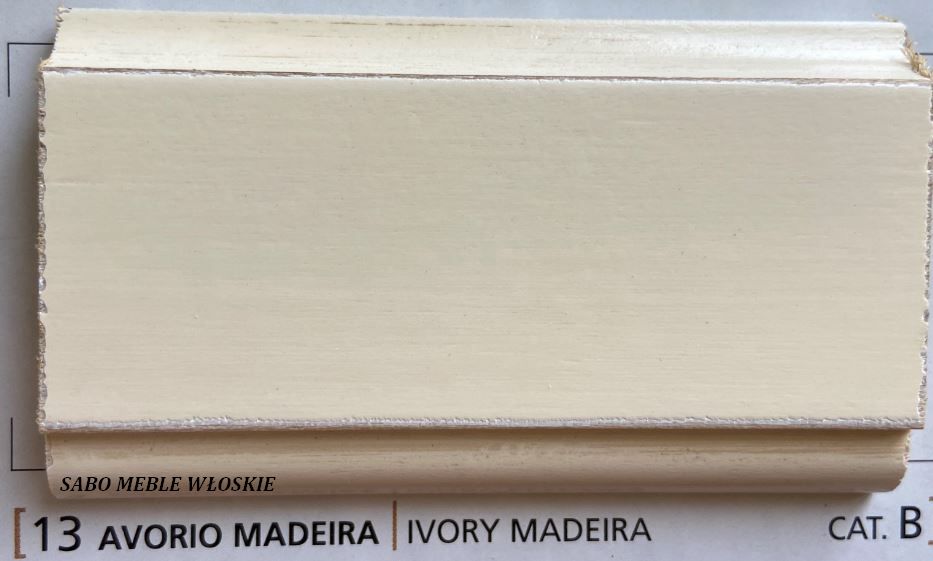 SABO MEBLE WŁOSKIE
[13 AVORIO MADEIRA | IVORY MADEIRA CAT. B]